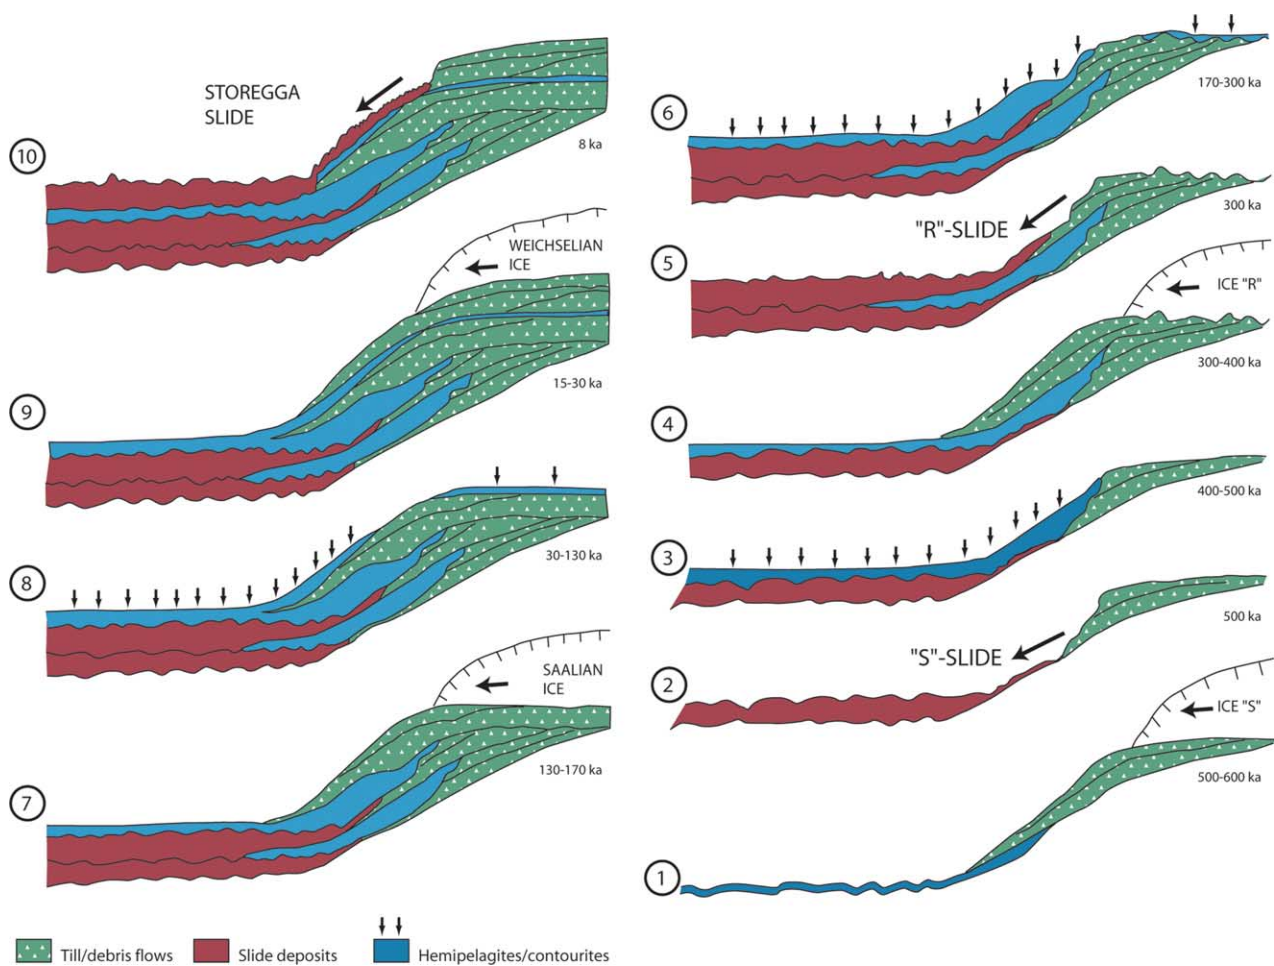 STOREGGA
SLIDE
10
8 ka
WEICHSELIAN
ICE
9
15-30 ka
8
30-130 ka
SAALIAN
ICE
7
130-170 ka
6
170-300 ka
"R"-SLIDE
300 ka
5
ICE "R"
4
300-400 ka
3
400-500 ka
"S"-SLIDE
500 ka
2
ICE "S"
500-600 ka
1
Till/debris flows
Slide deposits
Hemipelagites/contourites